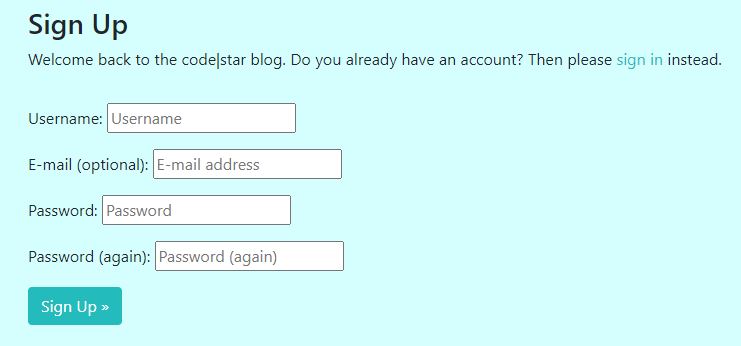 Sign Up
Welcome back to the code|star blog. Do you already have an account? Then please sign in instead.
Username: Username
E-mail (optional): E-mail address
Password: Password
Password (again): Password (again)
Sign Up »